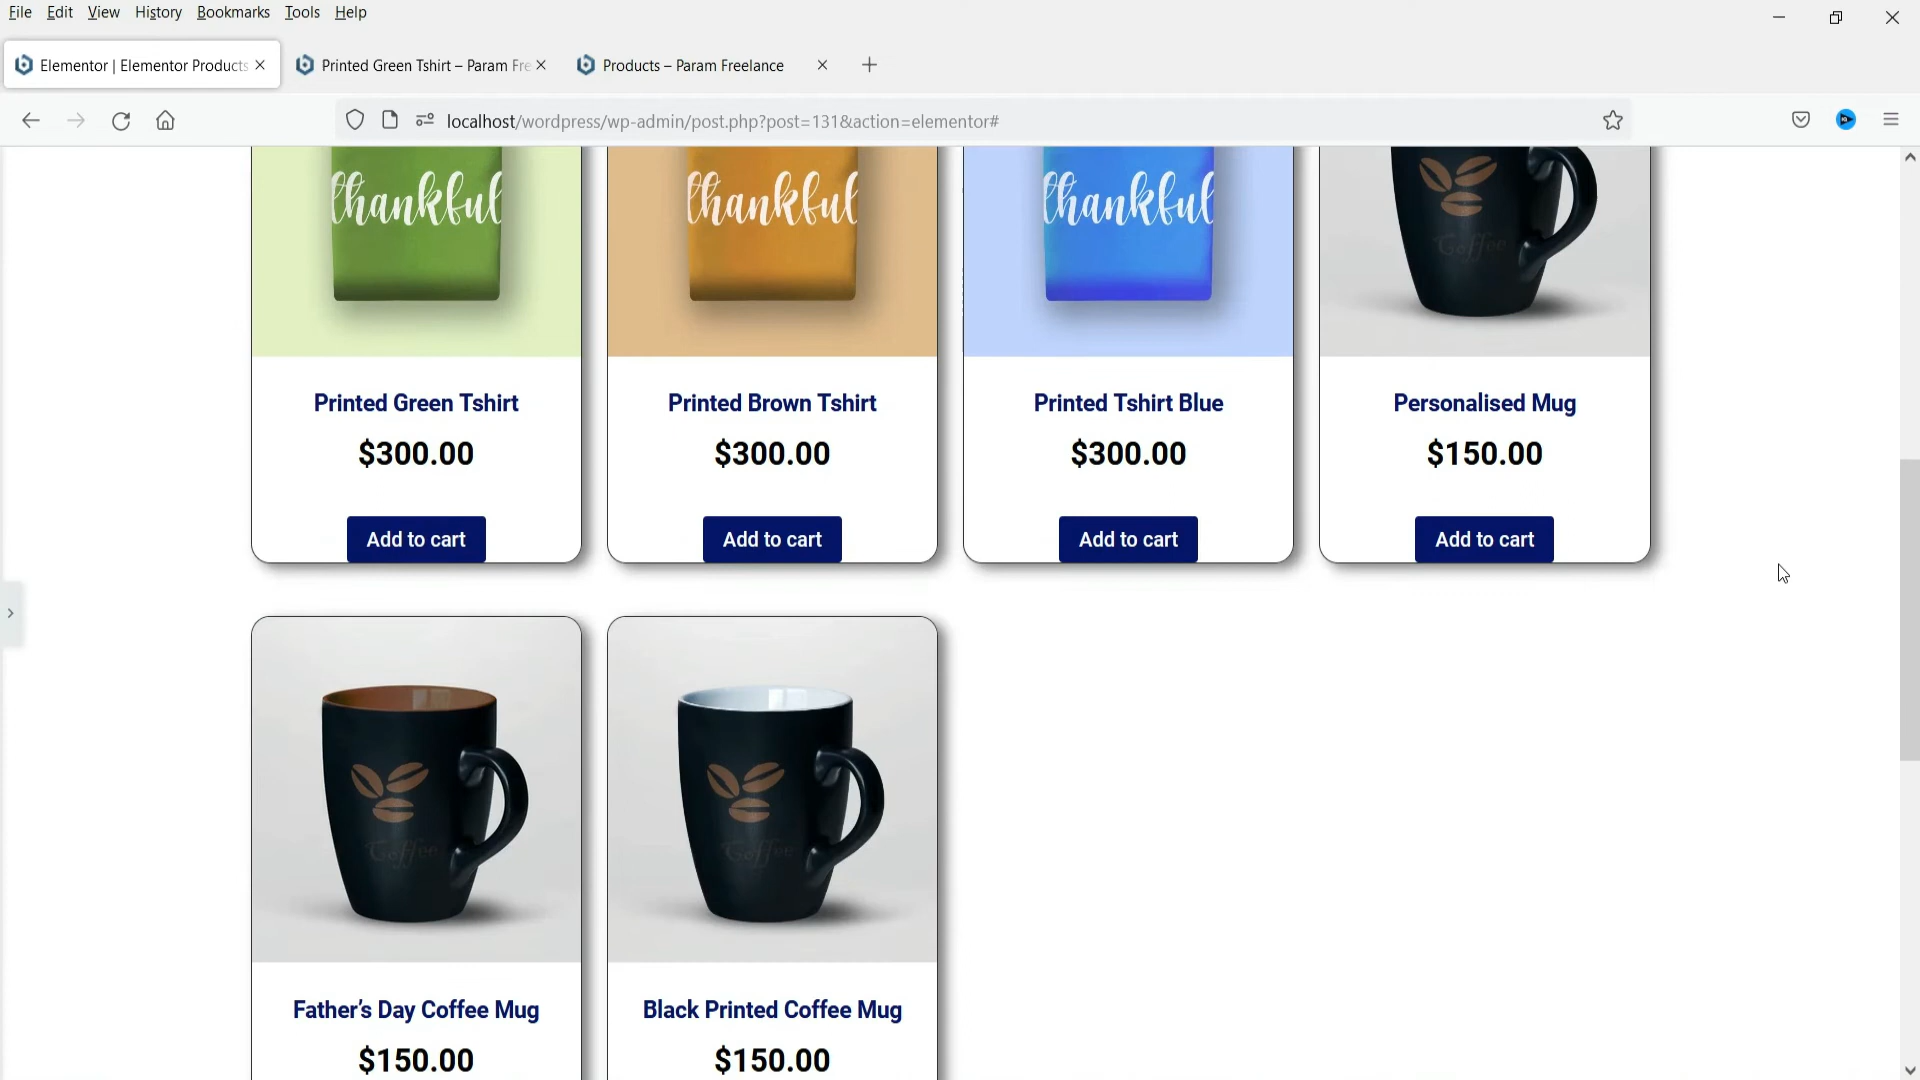 File Edit View History Bookmarks Tools Help
Elementor | Elementor Products
Printed Green Tshirt – Param Fre
Products – Param Freelance
localhost/wordpress/wp-admin/post.php?post=131&action=elementor#
thankful thankful thankful Coffee
Printed Green Tshirt Printed Brown Tshirt Printed Tshirt Blue Personalised Mug
$300.00 $300.00 $300.00 $150.00
Add to cart Add to cart Add to cart Add to cart
Coffee Coffee
Father’s Day Coffee Mug Black Printed Coffee Mug
$150.00 $150.00